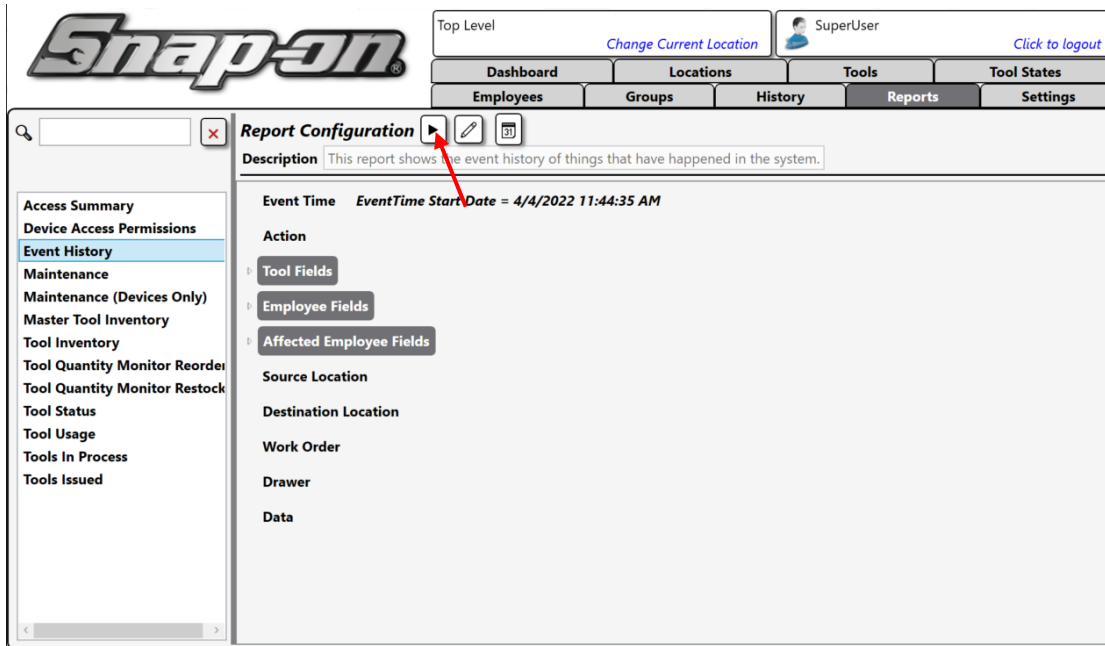 Snap-on®
Top Level
Change Current Location
SuperUser
Click to logout
Dashboard
Locations
Tools
Tool States
Employees
Groups
History
Reports
Settings
Report Configuration
31
Description This report shows the event history of things that have happened in the system.
Access Summary
Device Access Permissions
Event History
Maintenance
Maintenance (Devices Only)
Master Tool Inventory
Tool Inventory
Tool Quantity Monitor Reorder
Tool Quantity Monitor Restock
Tool Status
Tool Usage
Tools In Process
Tools Issued
Event Time EventTime Start Date = 4/4/2022 11:44:35 AM
Action
Tool Fields
Employee Fields
Affected Employee Fields
Source Location
Destination Location
Work Order
Drawer
Data